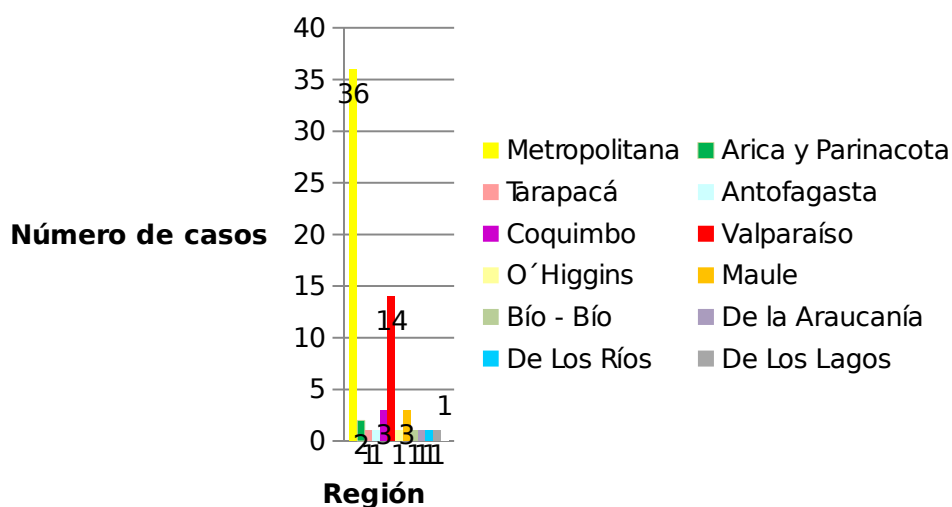 40
35
36
30
25
Metropolitana Arica y Parinacota
Tarapacá Antofagasta
Número de casos
20
Coquimbo Valparaíso
15
14
O´Higgins Maule
10
Bío - Bío De la Araucanía
5
De Los Ríos De Los Lagos
1
0
2 3 3
1 1 1 1 1 1 1
Región